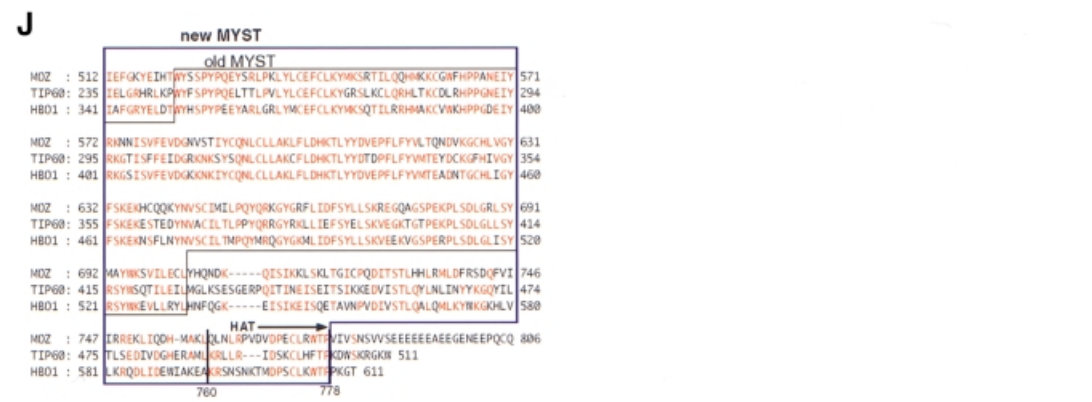 J
new MYST
old MYST
MOZ : 512 IEFGKYEIHTWYSSPYPQEYSRLPKLYLCEFCLKYMKSRTILQQHMKKCGWFHPPANEIY 571
TIP60: 235 IELGRHRLKPWYFSPYPQELTTLPVLYLCEFCLKYGRSLKCLQRHLTKCDLRHPPGNEIY 294
HBO1 : 341 IAFGRYELDTWYHSPYPEEYARLGRLYMCEFCLKYMKSQTILRRHMAKCVWKHPPGDEIY 400
MOZ : 572 RKNNISVFEVDGNVSTIYCQNLCLLAKLFLDHKTLYYDVEPFLFYVLTQNDVKGCHLVGY 631
TIP60: 295 RKGTISFFEIDGRKNKSYSQNLCLLAKCFLDHKTLYYDTDPFLFYVMTEYDCKGFHIVGY 354
HBO1 : 401 RKGSISVFEVDGKKNKIYCQNLCLLAKLFLDHKTLYYDVEPFLFYVMTEADNTGCHLIGY 460
MOZ : 632 FSKEKHCQQKYNVSCIMILPQYQRKGYGRFLIDFSYLLSKREGQAGSPEKPLSDLGRLSY 691
TIP60: 355 FSKEKESTEDYNVACILTLPPYQRRGYRKLLIEFSYELSKVEGKTGTPEKPLSDLGLLSY 414
HBO1 : 461 FSKEKNSFLNYNVSCILTMPQYMRQGYGKMLIDFSYLLSKVEEKVGSPERPLSDLGLISY 520
MOZ : 692 MAYWKSVILECLYHQNDK-----QISIKKLSKLTGICPQDITSTLHHLRMLDFRSDQFVI 746
TIP60: 415 RSYWSQTILEILMGLKSESGERPQITINEISEITSIKKEDVISTLQYLNLINYYKGQYIL 474
HBO1 : 521 RSYWKEVLLRYLHNFQGK-----EISIKEISQETAVNPVDIVSTLQALQMLKYWKGKHLV 580
HAT
MOZ : 747 IRREKLIQDH-MAKLQLNLRPVDVDPECLRWTPVIVSNSVVSEEEEEEAEEGENEEPQCQ 806
TIP60: 475 TLSEDIVDGHERAMLKRLLR---IDSKCLHFTPKDWSKRGKW 511
HBO1 : 581 LKRQDLIDEWIAKEAKRSNSNKTMDPSCLKWTPPKGT 611
760 778